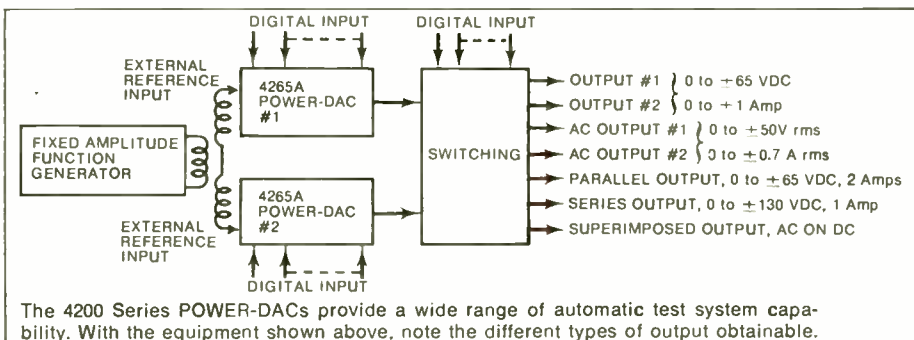 DIGITAL INPUT
DIGITAL INPUT
EXTERNAL
REFERENCE
INPUT
4265A
POWER-DAC
#1
FIXED AMPLITUDE
FUNCTION
GENERATOR
SWITCHING
OUTPUT #1
0 to ±65 VDC
OUTPUT #2
0 to ±1 Amp
AC OUTPUT #1
0 to ±50V rms
AC OUTPUT #2
0 to ±0.7 A rms
PARALLEL OUTPUT, 0 to ±65 VDC, 2 Amps
SERIES OUTPUT, 0 to ±130 VDC, 1 Amp
SUPERIMPOSED OUTPUT, AC ON DC
4265A
POWER-DAC
#2
EXTERNAL
REFERENCE
INPUT
DIGITAL INPUT
The 4200 Series POWER-DACs provide a wide range of automatic test system capa-
bility. With the equipment shown above, note the different types of output obtainable.